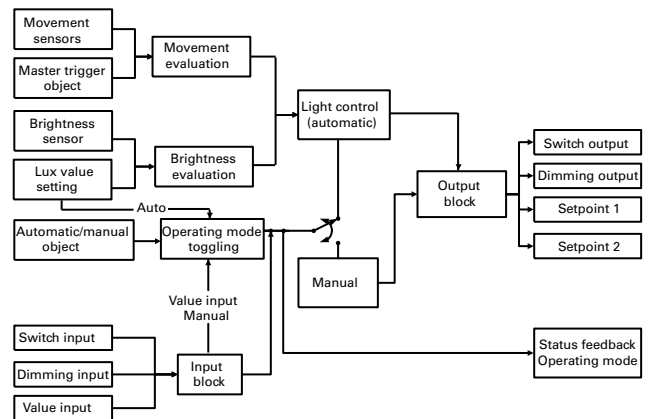 Movement
sensors
Master trigger
object
Movement
evaluation
Brightness
sensor
Lux value
setting
Brightness
evaluation
Light control
(automatic)
Auto
Automatic/manual
object
Operating mode
toggling
Output
block
Switch output
Dimming output
Setpoint 1
Setpoint 2
Manual
Value input
Manual
Switch input
Dimming input
Value input
Input
block
Status feedback
Operating mode